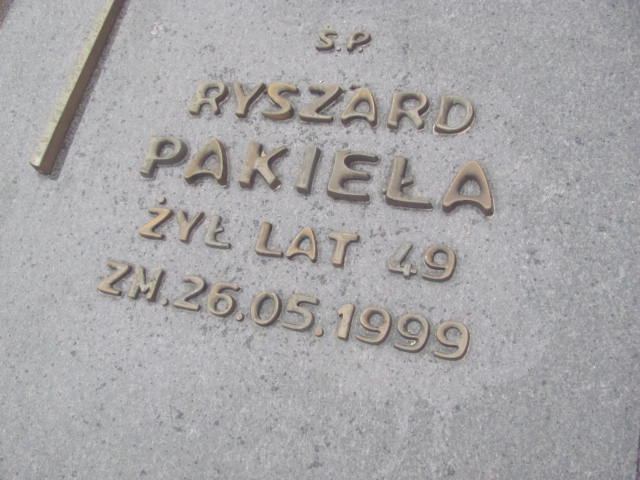 Ś.P.
RYSZARD
PAKIEŁA
ŻYŁ LAT 49
ZM.26.05.1999